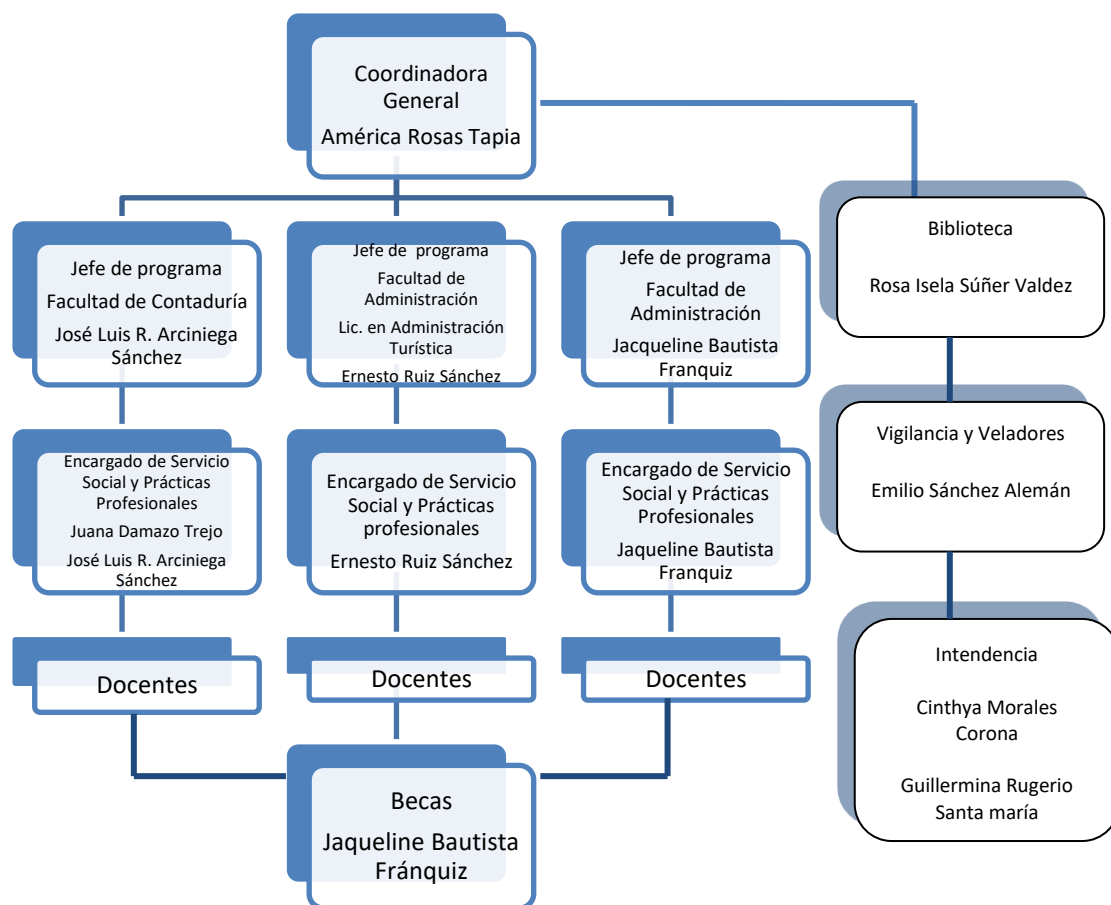 Coordinadora
General
América Rosas Tapia
Jefe de programa
Facultad de Contaduría
José Luis R. Arciniega
Sánchez
Jefe de programa
Facultad de
Administración
Lic. en Administración
Turística
Ernesto Ruiz Sánchez
Jefe de programa
Facultad de
Administración
Jacqueline Bautista
Franquiz
Biblioteca
Rosa Isela Súñer Valdez
Encargado de Servicio
Social y Prácticas
Profesionales
Juana Damazo Trejo
José Luis R. Arciniega
Sánchez
Encargado de Servicio
Social y Prácticas
profesionales
Ernesto Ruiz Sánchez
Encargado de Servicio
Social y Prácticas
Profesionales
Jaqueline Bautista
Franquiz
Vigilancia y Veladores
Emilio Sánchez Alemán
Docentes
Docentes
Docentes
Intendencia
Cinthya Morales
Corona
Guillermina Rugerio
Santa maría
Becas
Jaqueline Bautista
Fránquiz